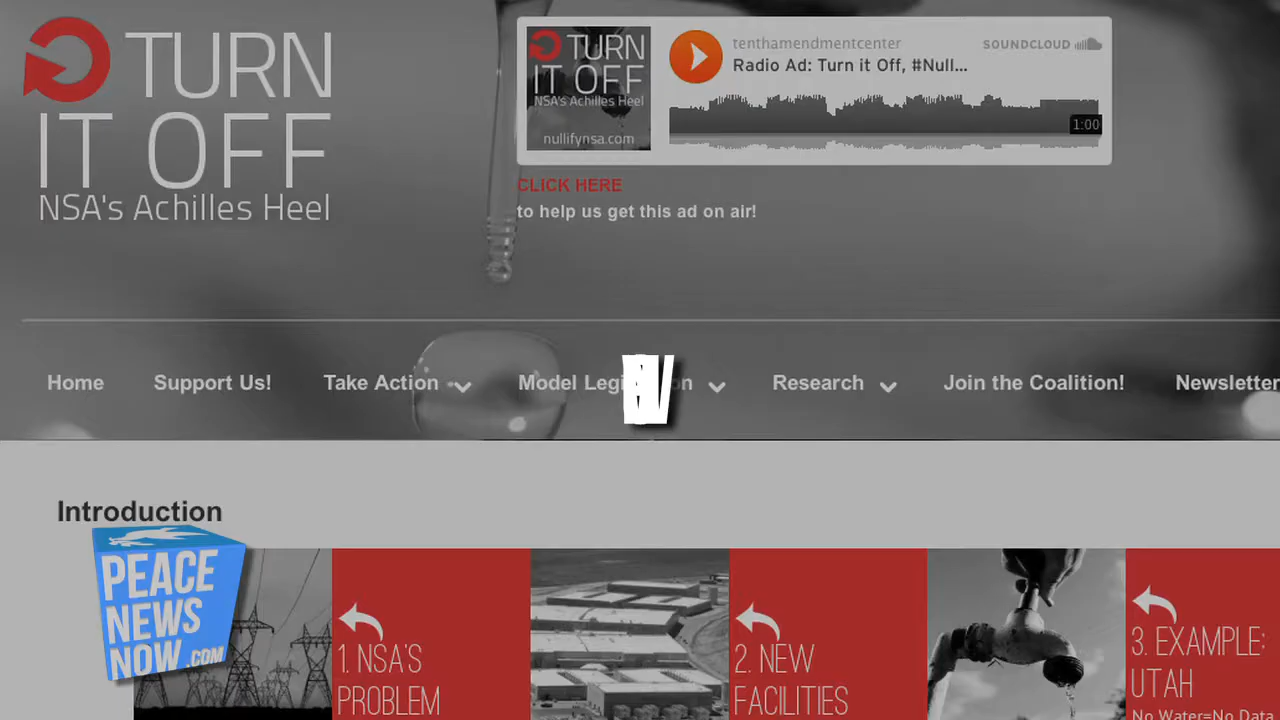 TURN
IT OFF
NSA's Achilles Heel
TURN
IT OFF
NSA's Achilles Heel
nullifynsa.com
tenthamendmentcenter
SOUNDCLOUD
Radio Ad: Turn it Off, #Null...
1:00
CLICK HERE
to help us get this ad on air!
Home Support Us! Take Action Research Join the Coalition! Newsletter
Introduction
PEACE
NEWS
NOW.COM
1. NSA'S
PROBLEM
2. NEW
FACILITIES
3. EXAMPLE:
UTAH
No Water=No Data